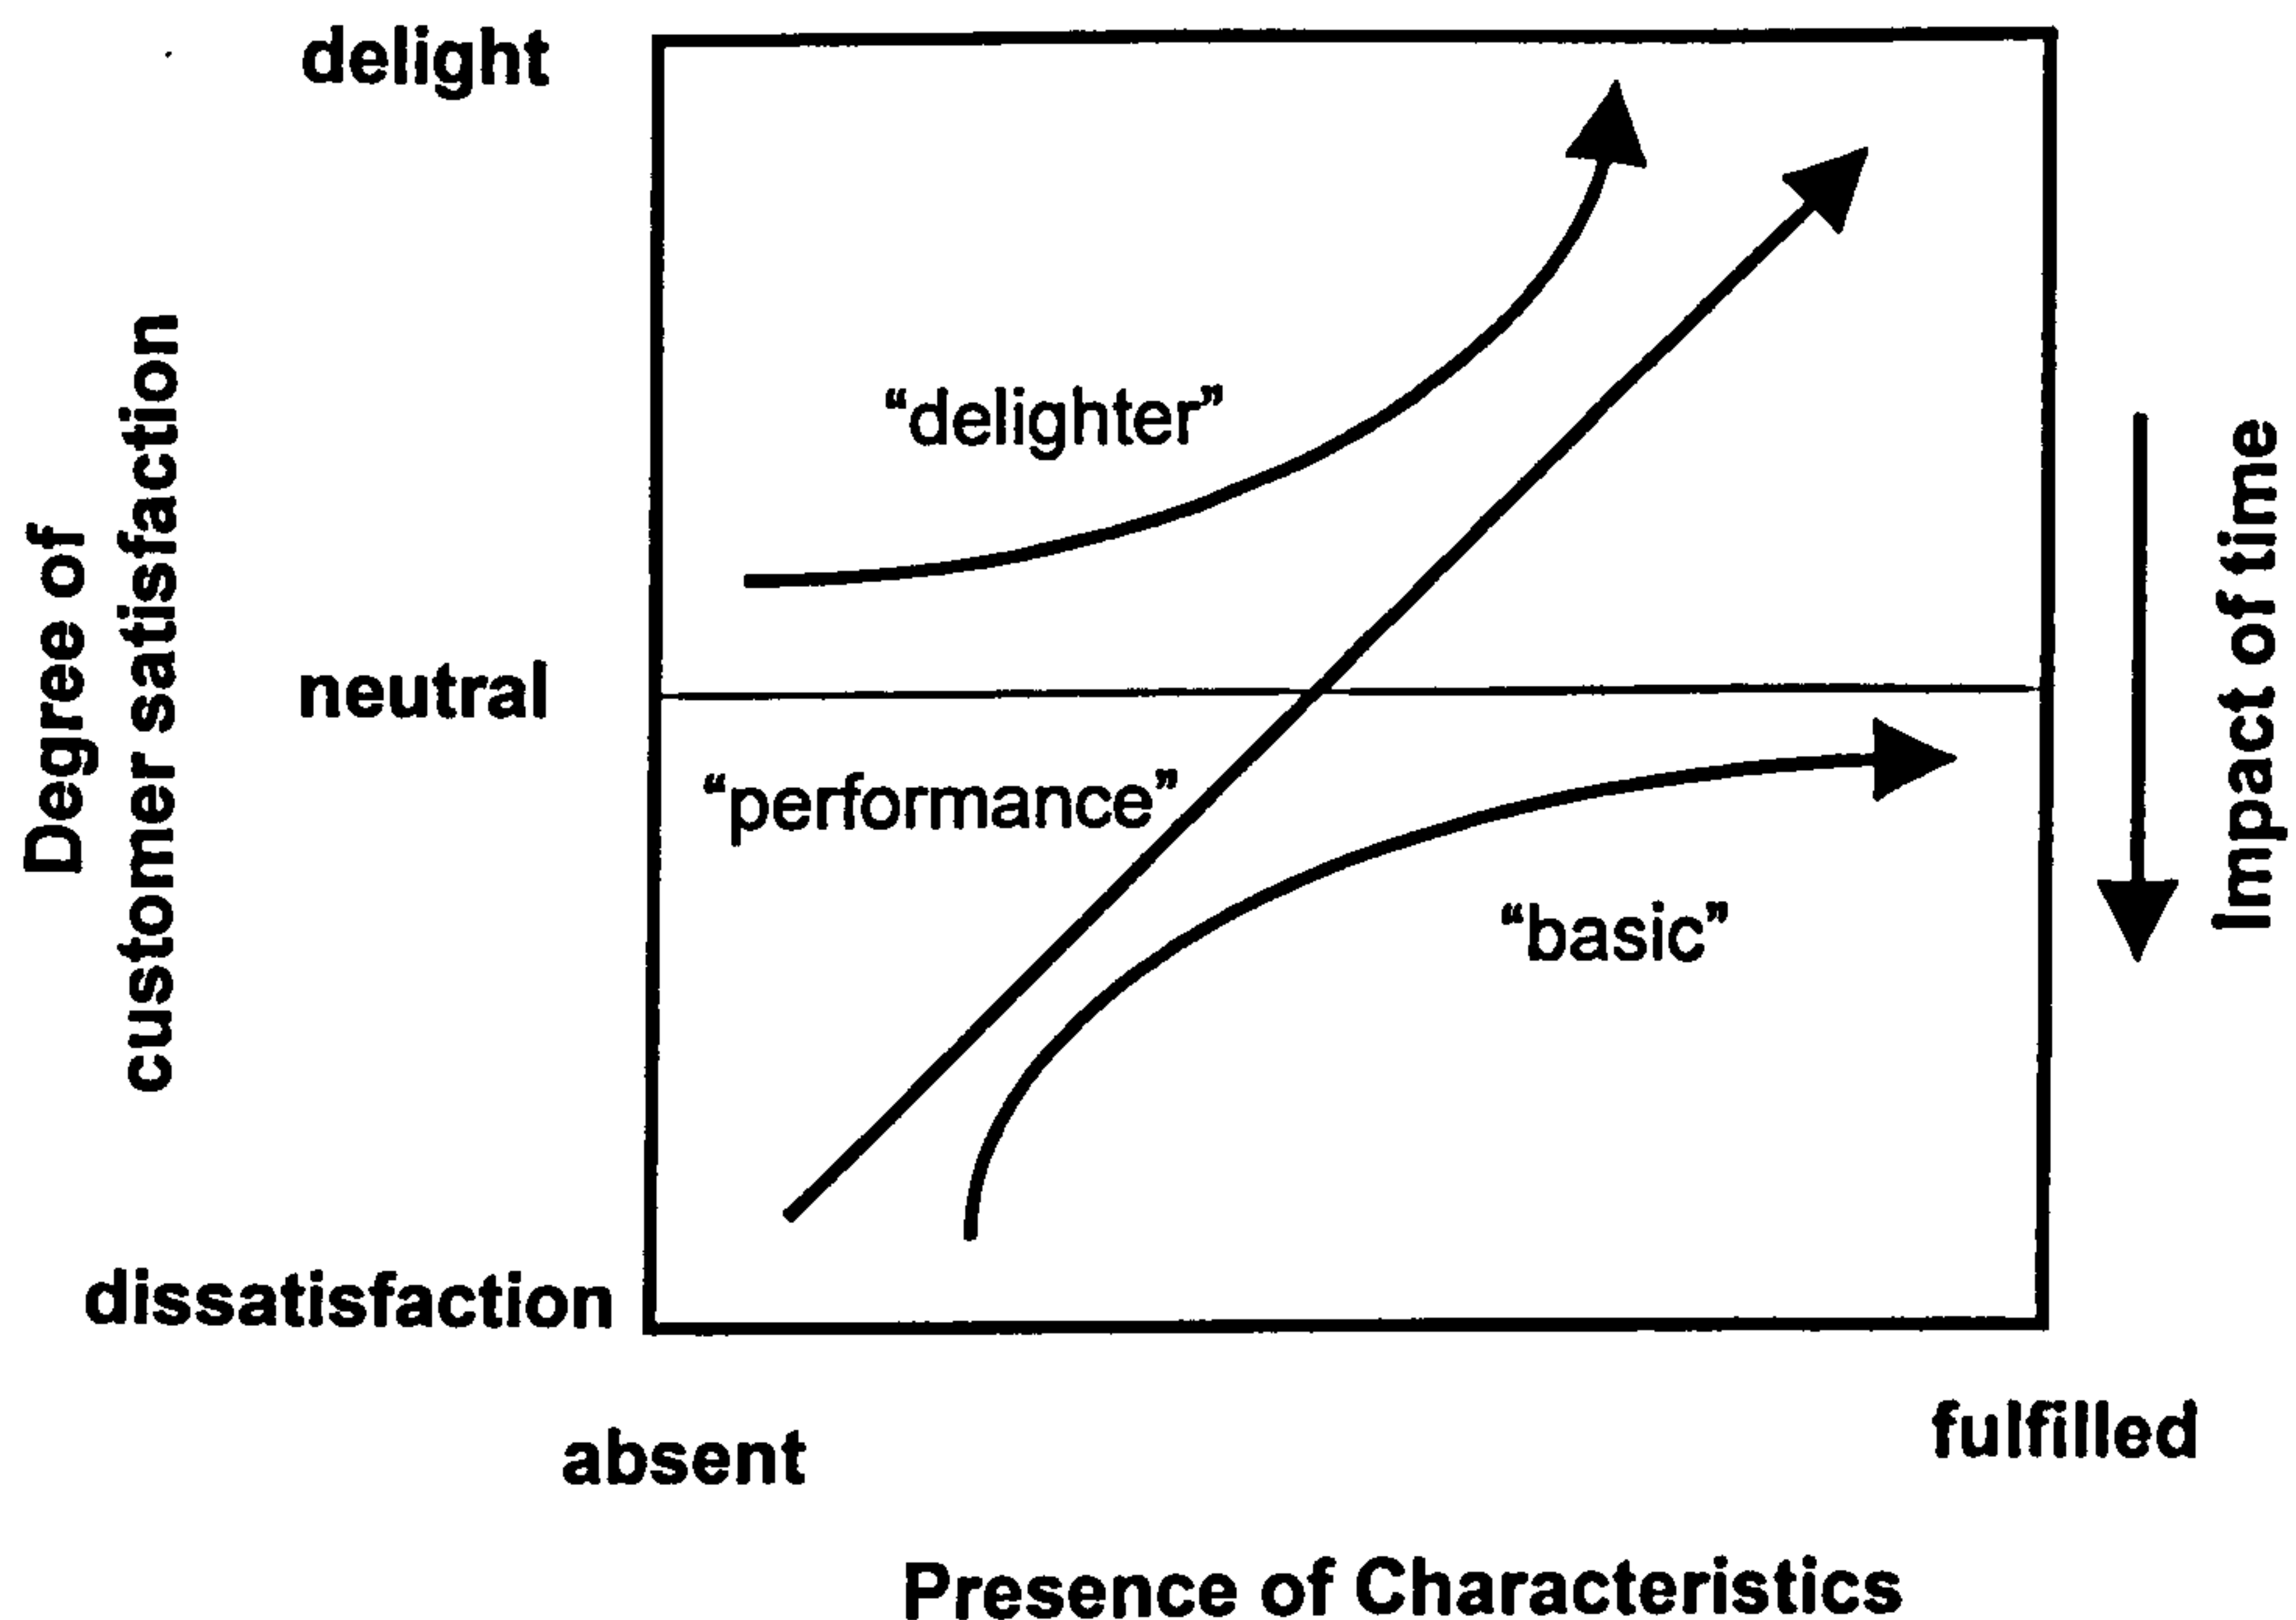 delight
Degree of
customer satisfaction
“delighter”
neutral
“performance”
“basic”
Impact of time
dissatisfaction
absent
fulfilled
Presence of Characteristics